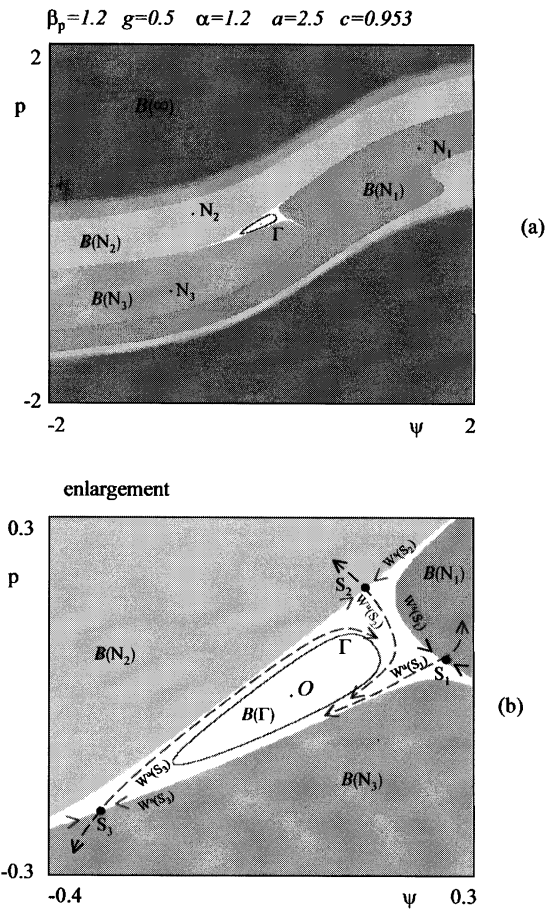 βp=1.2 g=0.5 α=1.2 a=2.5 c=0.953
2
p
B(∞)
N1
B(N1)
N2
Γ
(a)
B(N2)
B(N3)
N3
-2
-2
ψ
2
enlargement
0.3
p
S2
B(N1)
B(N2)
Γ
S1
O
B(Γ)
(b)
B(N3)
S3
-0.3
-0.4
ψ
0.3